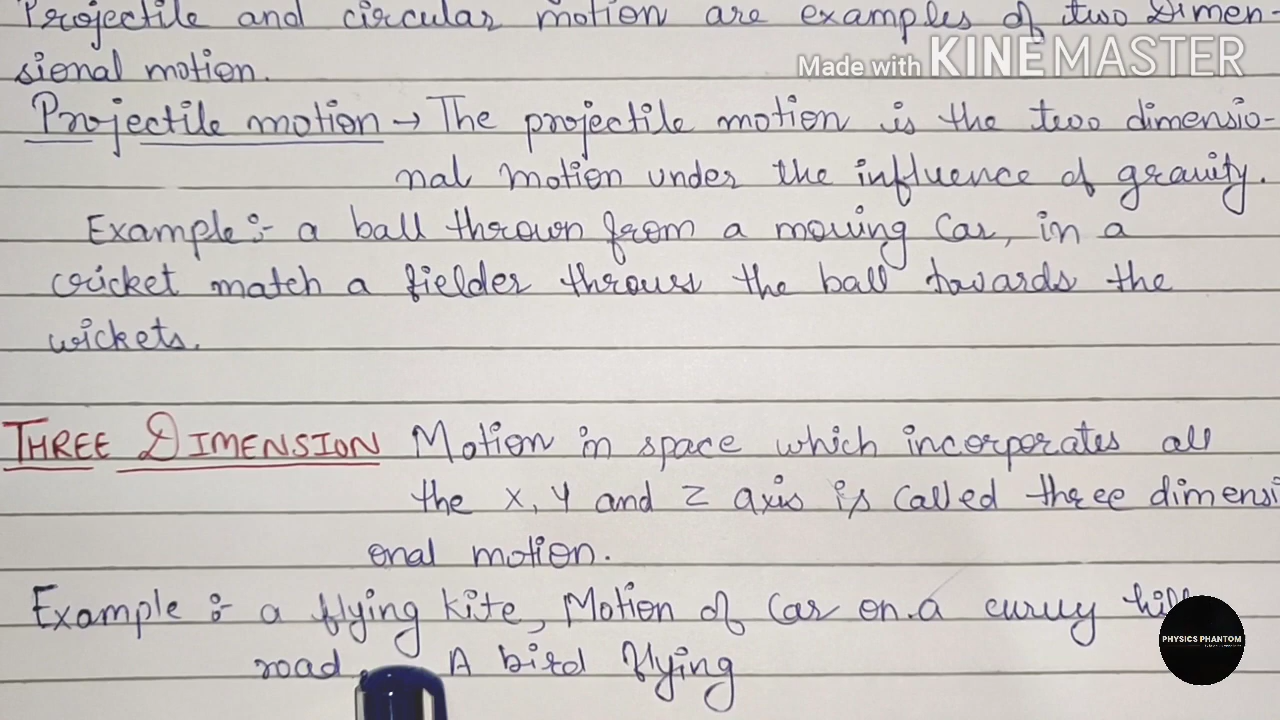 Projectile and circular motion are examples of two Dimen-
sional motion.
Made with KINEMASTER
Projectile motion → The projectile motion is the two dimensio-
nal motion under the influence of gravity.
Example :- a ball thrown from a moving Car, in a
cricket match a fielder throws the ball towards the
wickets.
THREE DIMENSION Motion in space which incorporates all
the x, y and z axis is called three dimensi
onal motion.
Example :- a flying kite, Motion of Car on a curvy hill
road, A bird flying
PHYSICS PHANTOM